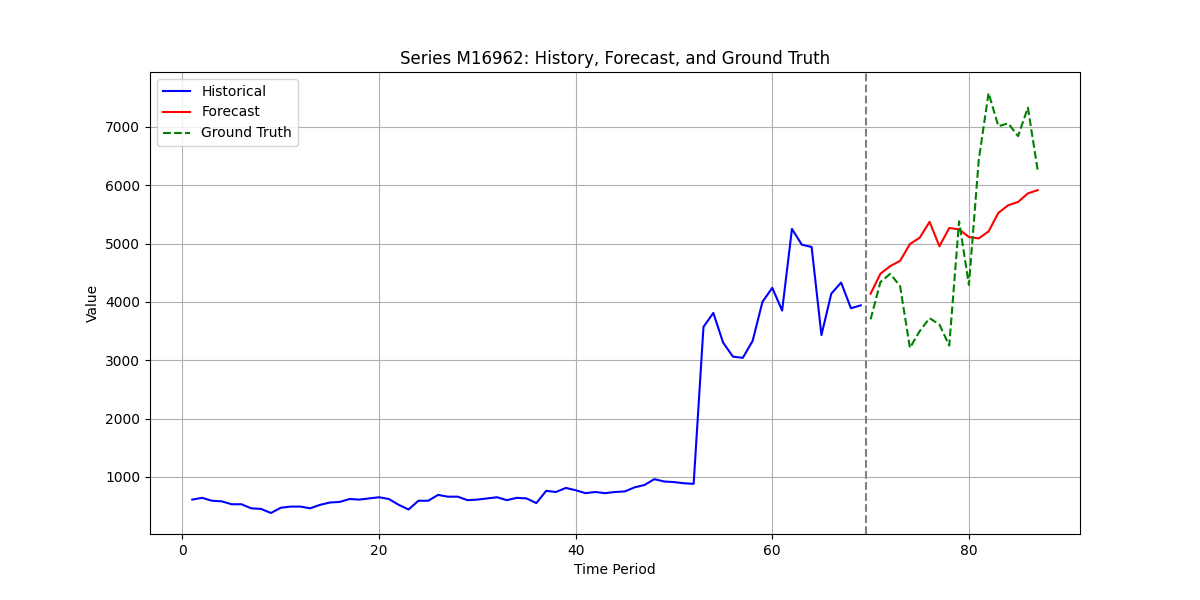 Series M16962: History, Forecast, and Ground Truth
Historical
Forecast
Ground Truth
7000
6000
5000
4000
3000
2000
1000
Value
0
20
40
60
80
Time Period